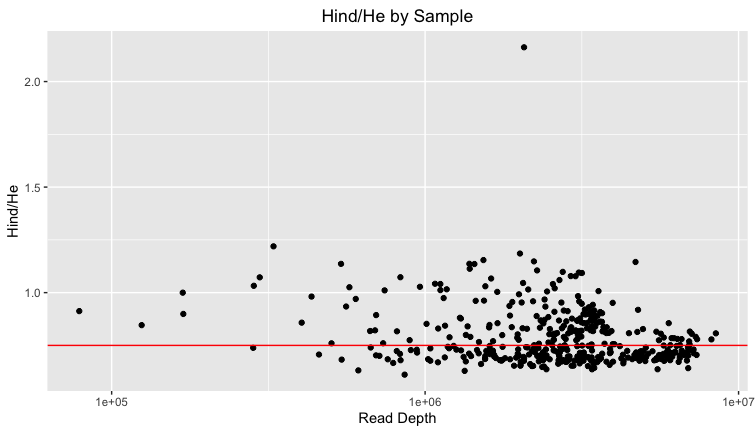 Hind/He by Sample
2.0
1.5
1.0
Hind/He
1e+05
1e+06
1e+07
Read Depth